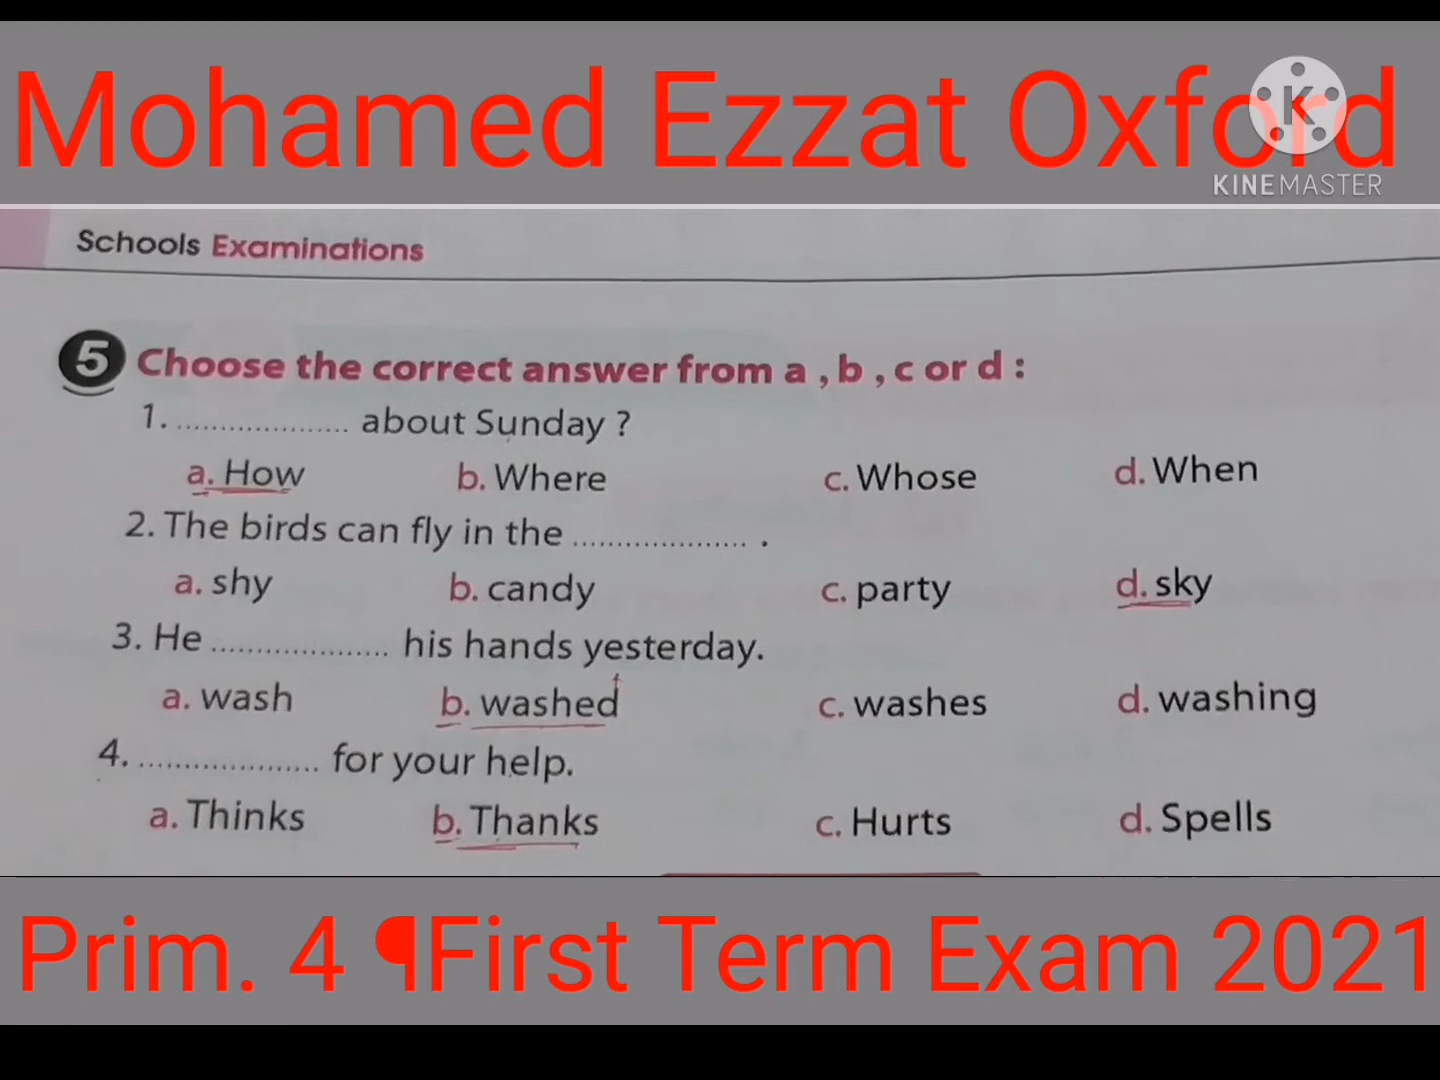 Mohamed Ezzat Oxford
K
KINEMASTER
Schools Examinations
5 Choose the correct answer from a , b , c or d :
1. .................... about Sunday ?
a. How b. Where c. Whose d. When
2. The birds can fly in the .................... .
a. shy b. candy c. party d. sky
3. He .................... his hands yesterday.
a. wash b. washed c. washes d. washing
4. .................... for your help.
a. Thinks b. Thanks c. Hurts d. Spells
Prim. 4 ¶First Term Exam 2021